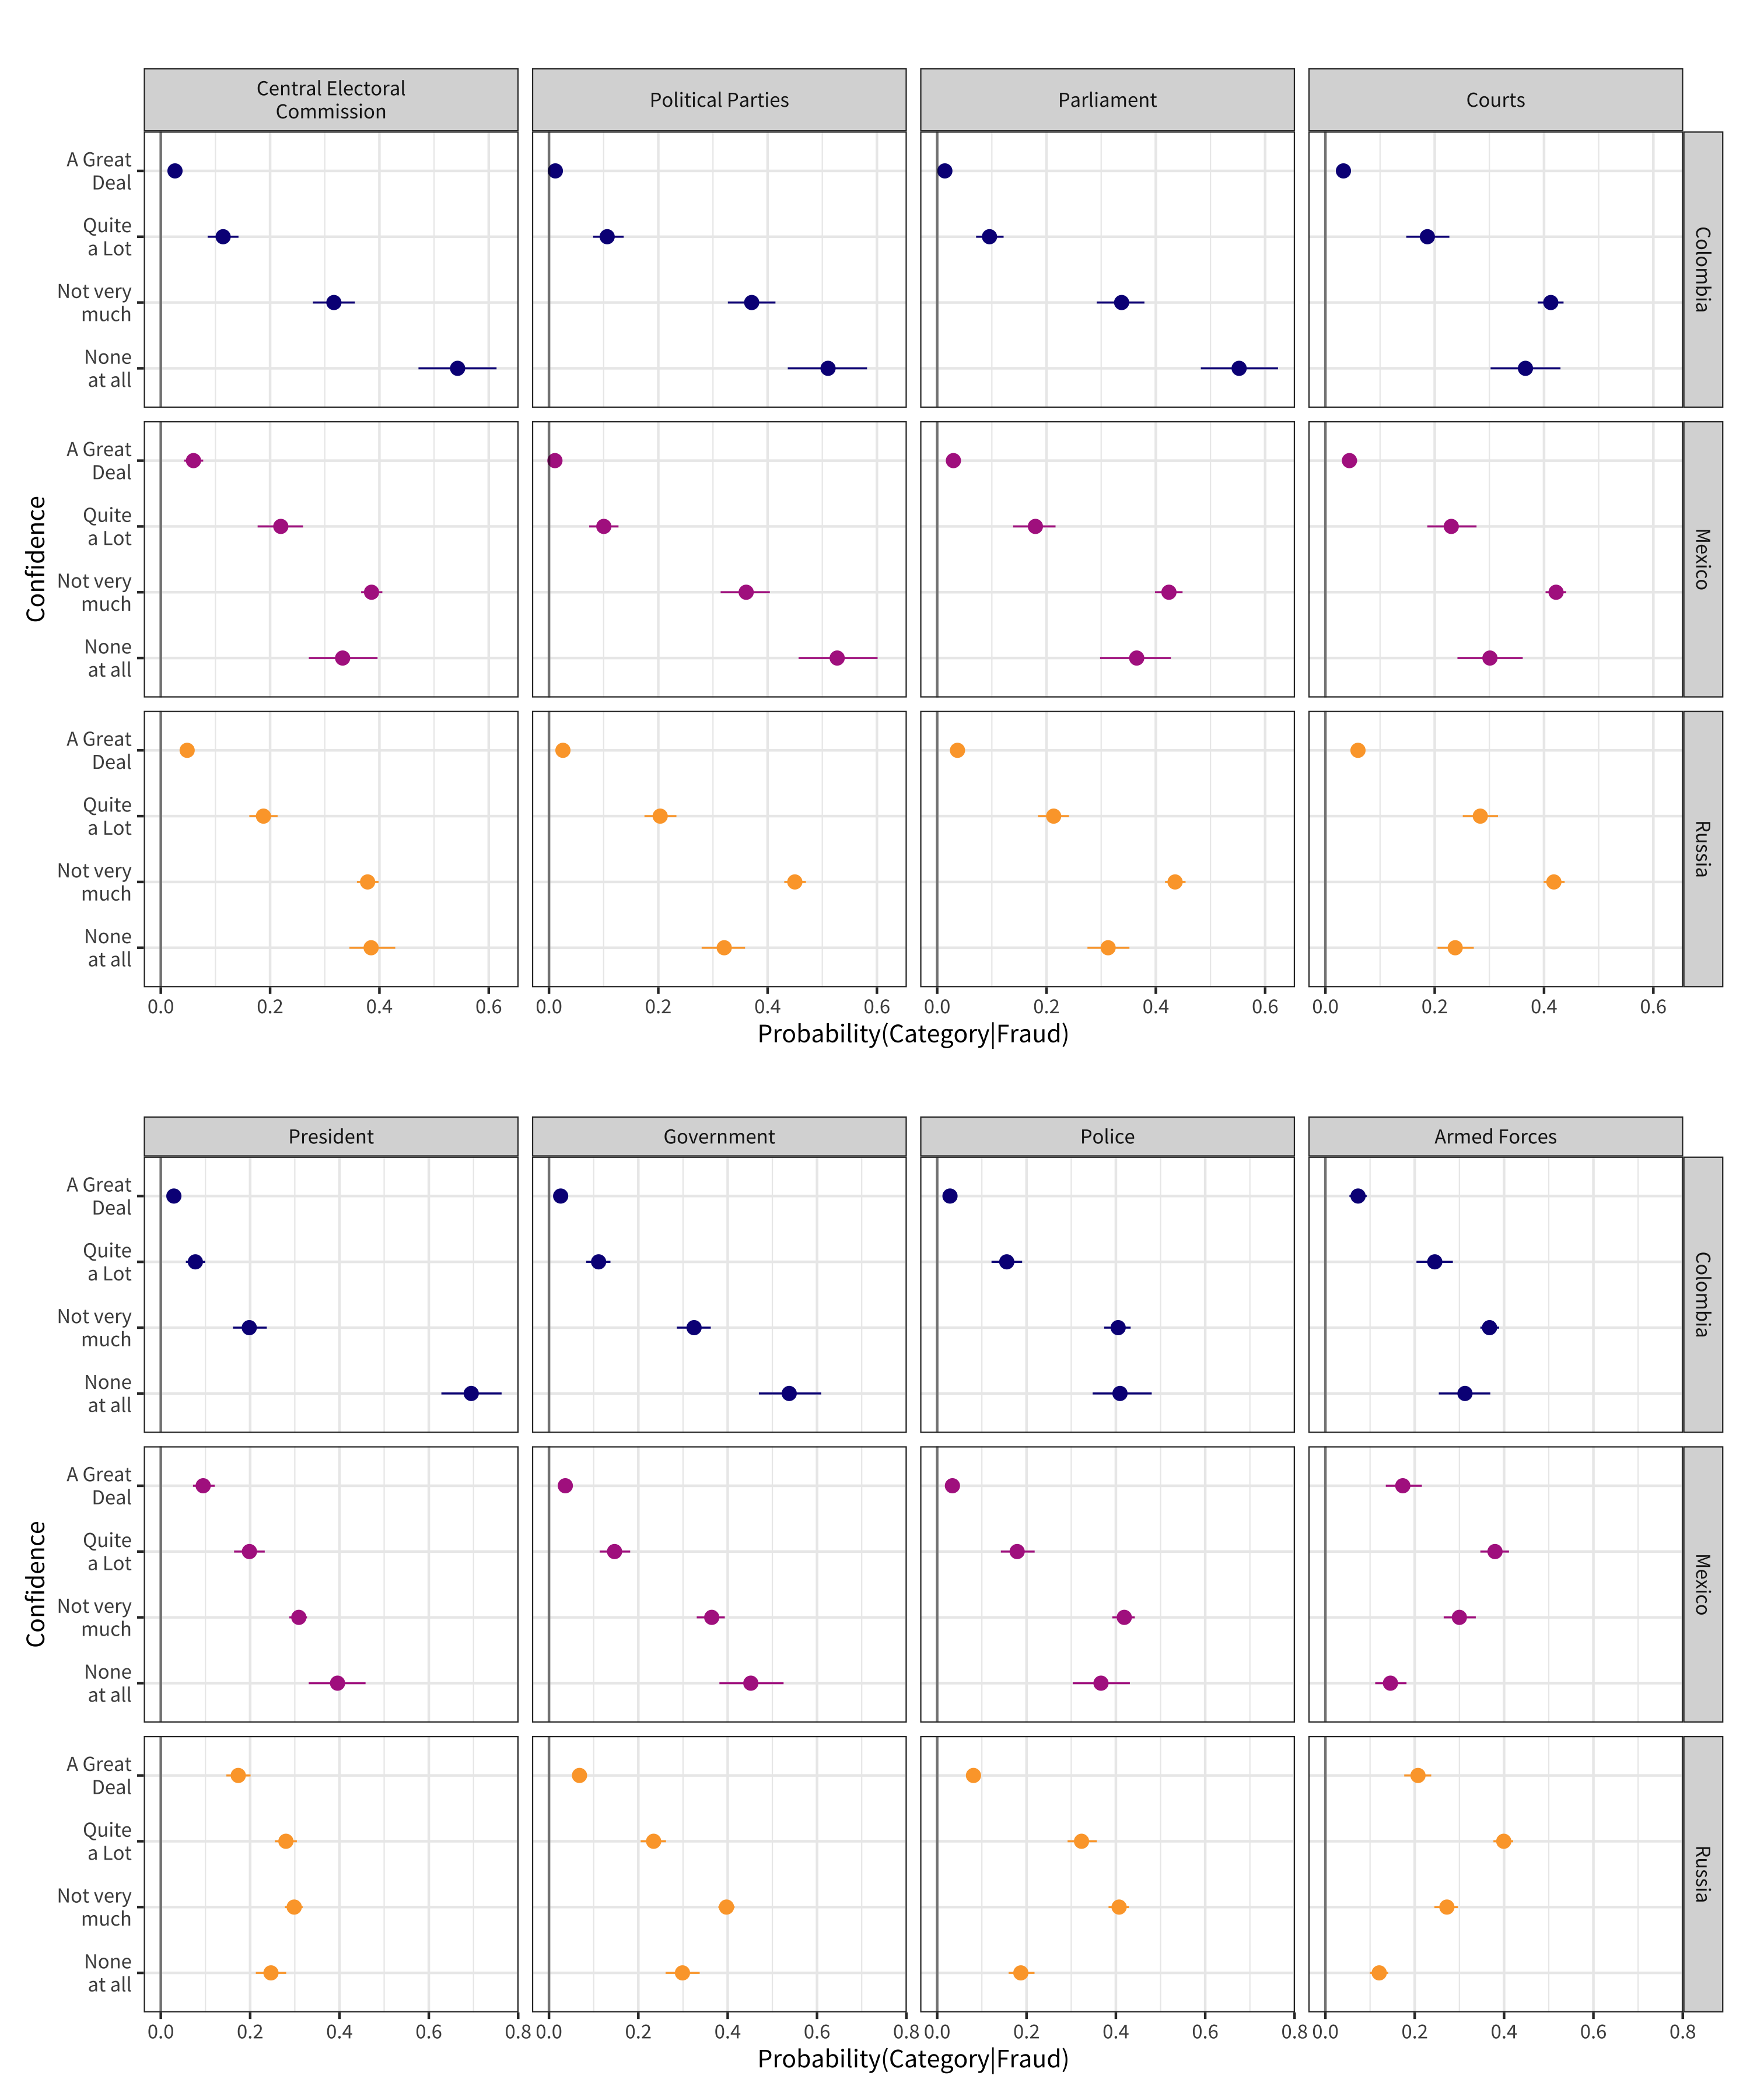 Central Electoral
Commission
Political Parties
Parliament
Courts
A Great
Deal
Quite
a Lot
Not very
much
None
at all
Colombia
Confidence
A Great
Deal
Quite
a Lot
Not very
much
None
at all
Mexico
A Great
Deal
Quite
a Lot
Not very
much
None
at all
Russia
0.0 0.2 0.4 0.6 0.0 0.2 0.4 0.6 0.0 0.2 0.4 0.6 0.0 0.2 0.4 0.6
Probability(Category|Fraud)
President
Government
Police
Armed Forces
A Great
Deal
Quite
a Lot
Not very
much
None
at all
Colombia
Confidence
A Great
Deal
Quite
a Lot
Not very
much
None
at all
Mexico
A Great
Deal
Quite
a Lot
Not very
much
None
at all
Russia
0.0 0.2 0.4 0.6 0.8 0.0 0.2 0.4 0.6 0.8 0.0 0.2 0.4 0.6 0.8 0.0 0.2 0.4 0.6 0.8
Probability(Category|Fraud)